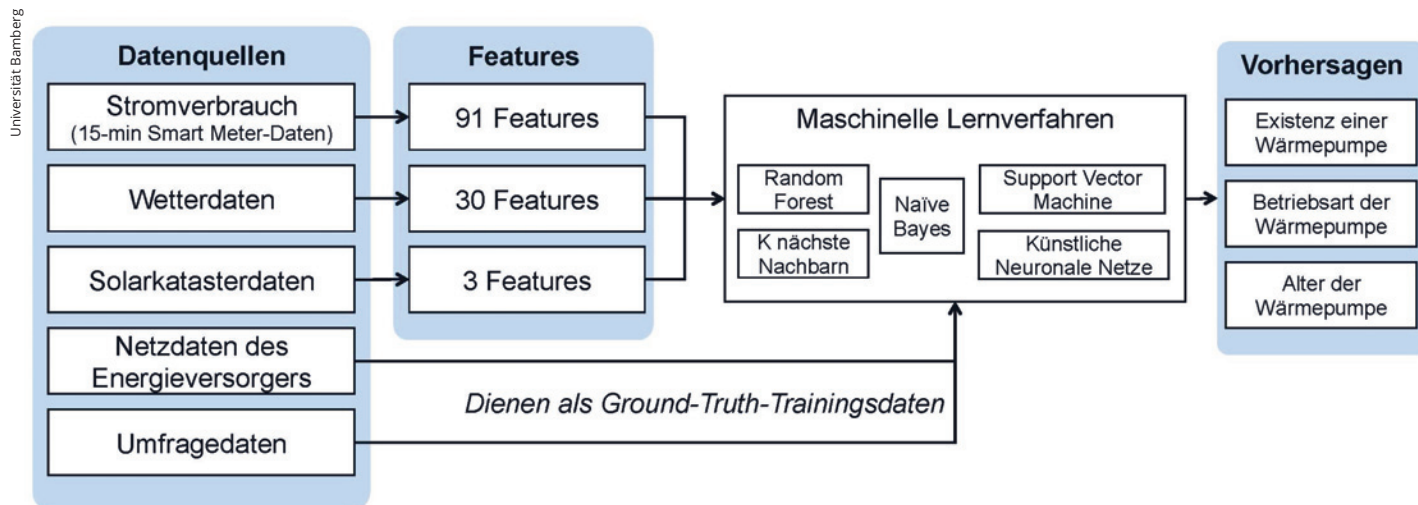 Universität Bamberg
Datenquellen
Stromverbrauch
(15-min Smart Meter-Daten)
Wetterdaten
Solarkatasterdaten
Netzdaten des
Energieversorgers
Umfragedaten
Features
91 Features
30 Features
3 Features
Maschinelle Lernverfahren
Random
Forest
K nächste
Nachbarn
Naïve
Bayes
Support Vector
Machine
Künstliche
Neuronale Netze
Dienen als Ground-Truth-Trainingsdaten
Vorhersagen
Existenz einer
Wärmepumpe
Betriebsart der
Wärmepumpe
Alter der
Wärmepumpe